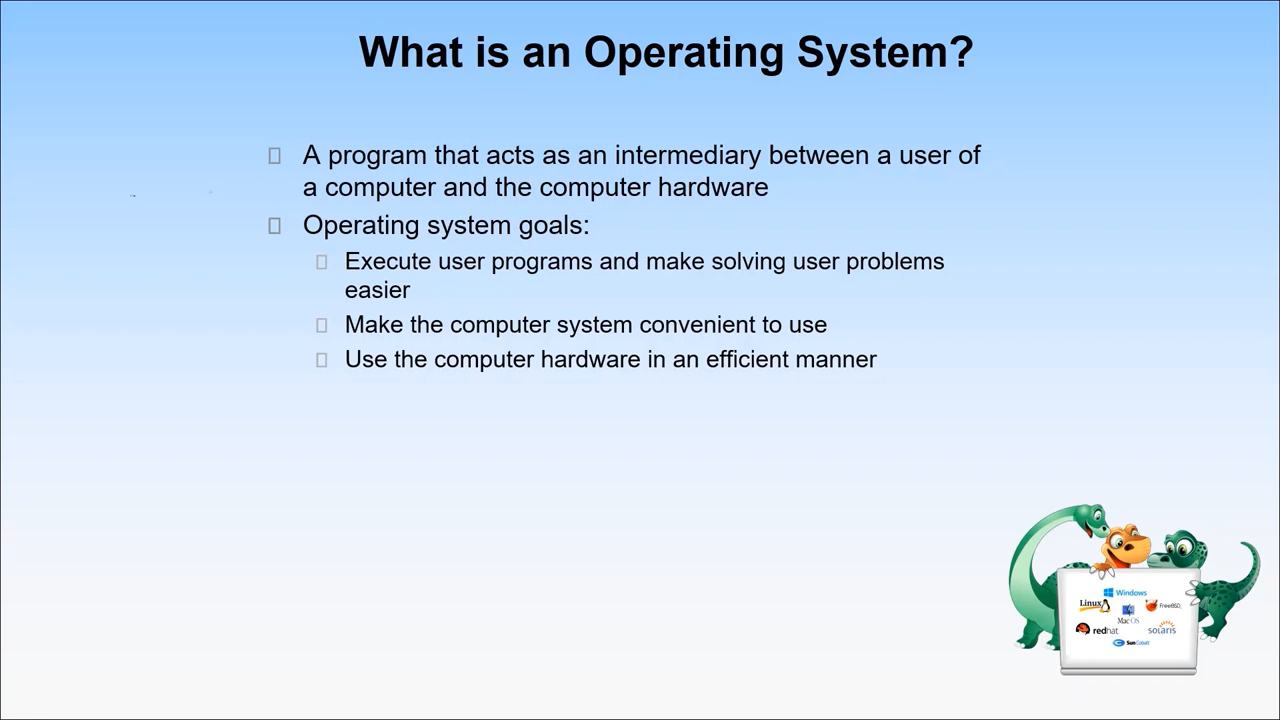 What is an Operating System?
A program that acts as an intermediary between a user of
a computer and the computer hardware
Operating system goals:
Execute user programs and make solving user problems
easier
Make the computer system convenient to use
Use the computer hardware in an efficient manner
Windows
Linux
FreeBSD
Mac OS
redhat
solaris
Sun Cobalt